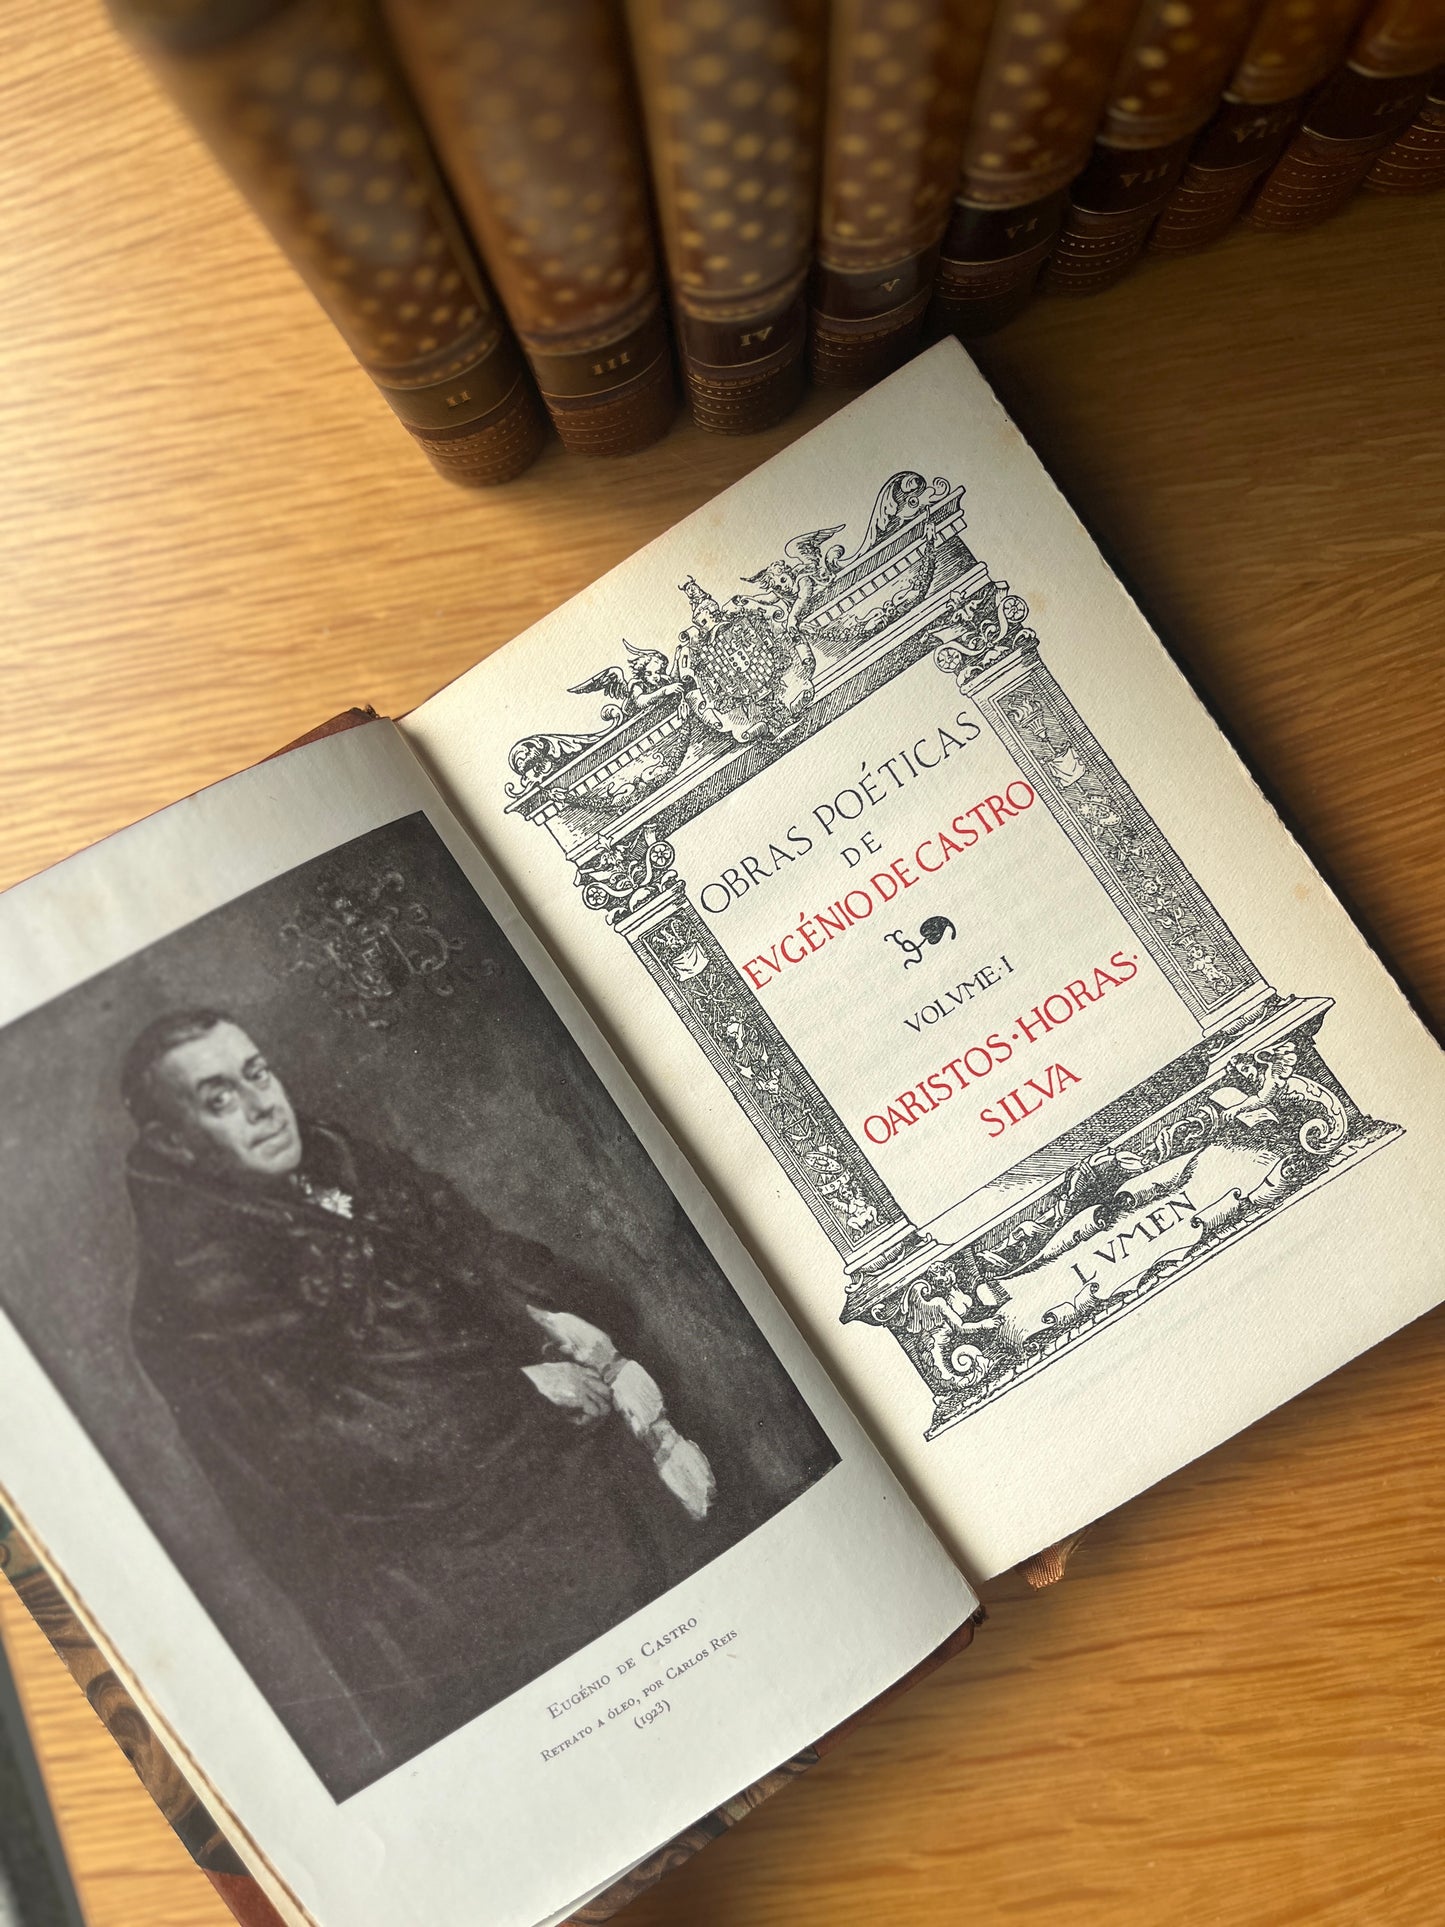 II
III
IV
V
VI
VII
VIII
EUGÉNIO DE CASTRO
RETRATO A ÓLEO, POR CARLOS REIS
(1923)
OBRAS POÉTICAS
DE
EVGÉNIO DE CASTRO
VOLVME·I
OARISTOS·HORAS·
SILVA
LVMEN